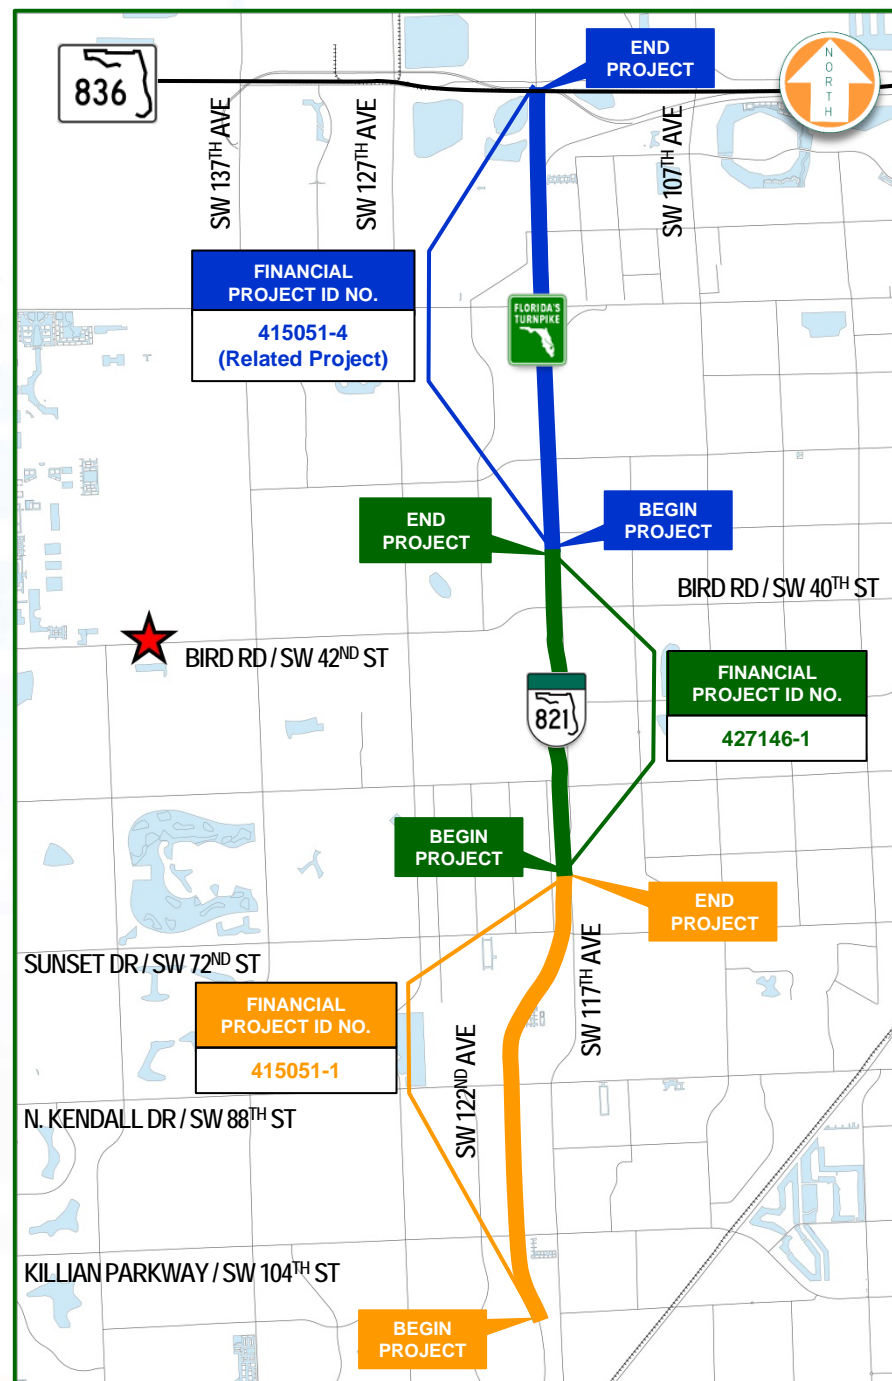 836
END
PROJECT
NORTH
SW 137TH AVE
SW 127TH AVE
SW 107TH AVE
FINANCIAL
PROJECT ID NO.
415051-4
(Related Project)
FLORIDA'S
TURNPIKE
END
PROJECT
BEGIN
PROJECT
BIRD RD / SW 40TH ST
BIRD RD / SW 42ND ST
FINANCIAL
PROJECT ID NO.
427146-1
821
BEGIN
PROJECT
END
PROJECT
SUNSET DR / SW 72ND ST
SW 117TH AVE
FINANCIAL
PROJECT ID NO.
415051-1
SW 122ND AVE
N. KENDALL DR / SW 88TH ST
KILLIAN PARKWAY / SW 104TH ST
BEGIN
PROJECT